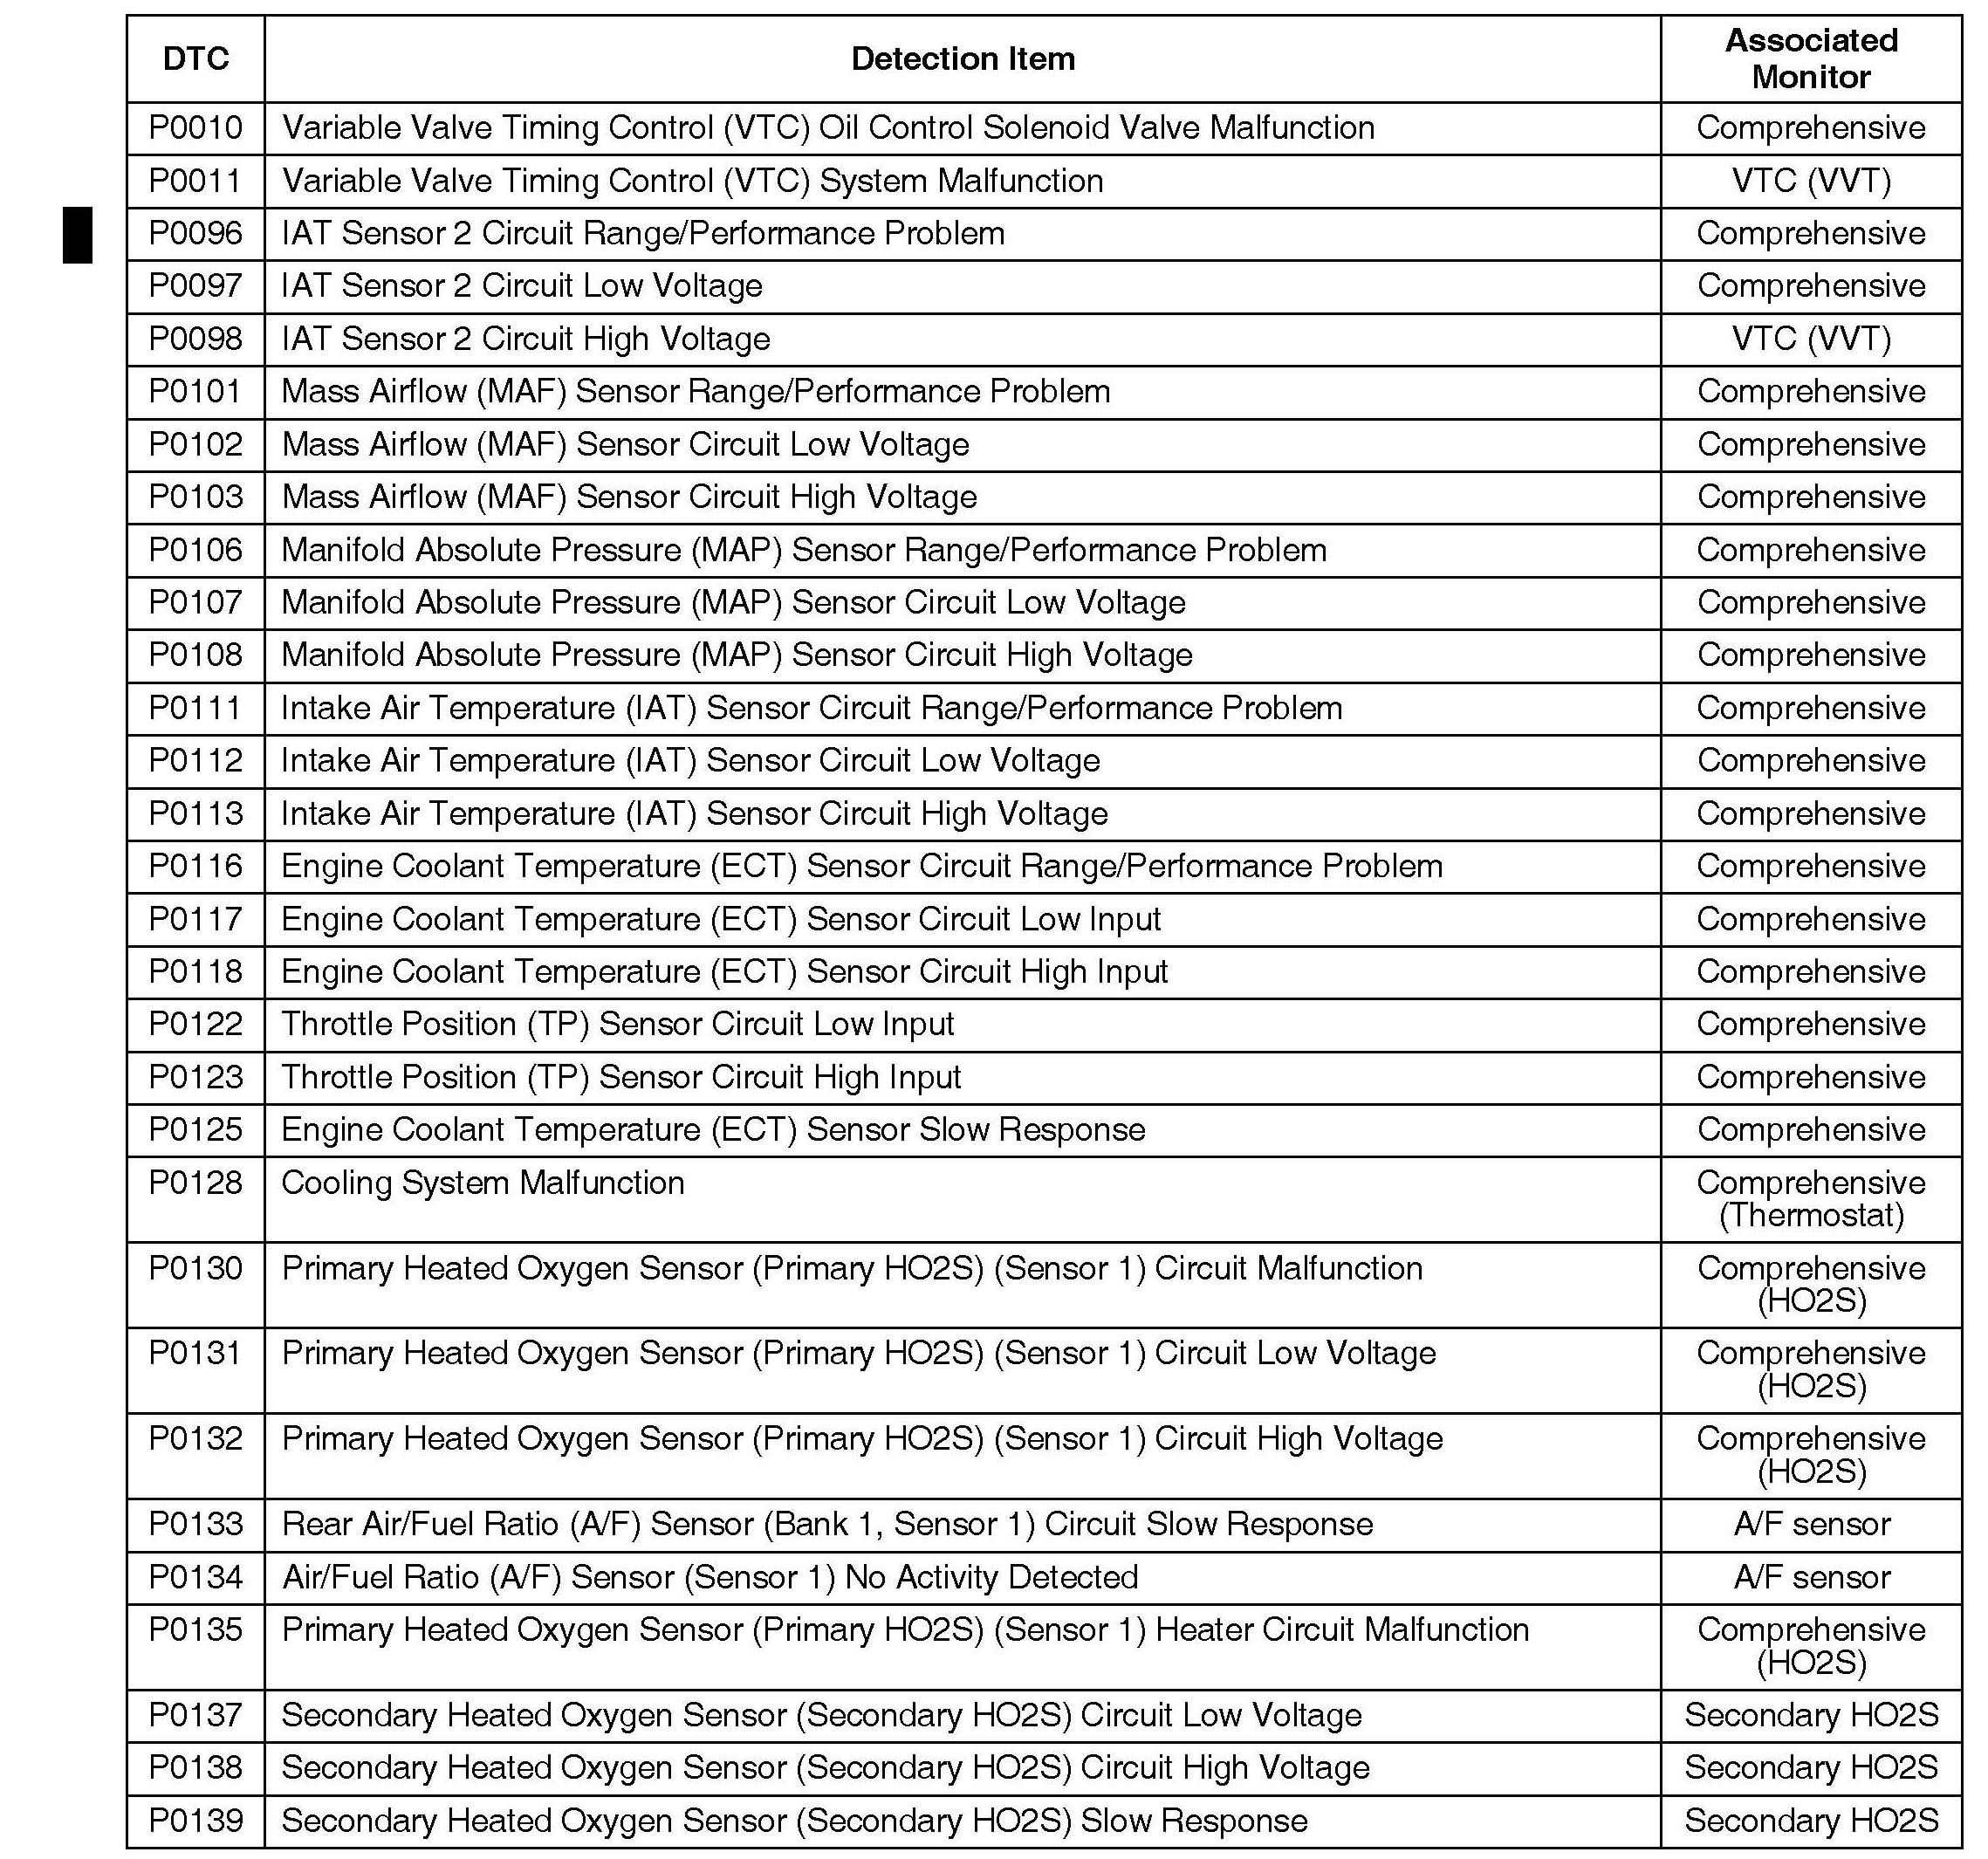 DTC Detection Item Associated
Monitor
P0010 Variable Valve Timing Control (VTC) Oil Control Solenoid Valve Malfunction Comprehensive
P0011 Variable Valve Timing Control (VTC) System Malfunction VTC (VVT)
P0096 IAT Sensor 2 Circuit Range/Performance Problem Comprehensive
P0097 IAT Sensor 2 Circuit Low Voltage Comprehensive
P0098 IAT Sensor 2 Circuit High Voltage VTC (VVT)
P0101 Mass Airflow (MAF) Sensor Range/Performance Problem Comprehensive
P0102 Mass Airflow (MAF) Sensor Circuit Low Voltage Comprehensive
P0103 Mass Airflow (MAF) Sensor Circuit High Voltage Comprehensive
P0106 Manifold Absolute Pressure (MAP) Sensor Range/Performance Problem Comprehensive
P0107 Manifold Absolute Pressure (MAP) Sensor Circuit Low Voltage Comprehensive
P0108 Manifold Absolute Pressure (MAP) Sensor Circuit High Voltage Comprehensive
P0111 Intake Air Temperature (IAT) Sensor Circuit Range/Performance Problem Comprehensive
P0112 Intake Air Temperature (IAT) Sensor Circuit Low Voltage Comprehensive
P0113 Intake Air Temperature (IAT) Sensor Circuit High Voltage Comprehensive
P0116 Engine Coolant Temperature (ECT) Sensor Circuit Range/Performance Problem Comprehensive
P0117 Engine Coolant Temperature (ECT) Sensor Circuit Low Input Comprehensive
P0118 Engine Coolant Temperature (ECT) Sensor Circuit High Input Comprehensive
P0122 Throttle Position (TP) Sensor Circuit Low Input Comprehensive
P0123 Throttle Position (TP) Sensor Circuit High Input Comprehensive
P0125 Engine Coolant Temperature (ECT) Sensor Slow Response Comprehensive
P0128 Cooling System Malfunction Comprehensive
(Thermostat)
P0130 Primary Heated Oxygen Sensor (Primary HO2S) (Sensor 1) Circuit Malfunction Comprehensive
(HO2S)
P0131 Primary Heated Oxygen Sensor (Primary HO2S) (Sensor 1) Circuit Low Voltage Comprehensive
(HO2S)
P0132 Primary Heated Oxygen Sensor (Primary HO2S) (Sensor 1) Circuit High Voltage Comprehensive
(HO2S)
P0133 Rear Air/Fuel Ratio (A/F) Sensor (Bank 1, Sensor 1) Circuit Slow Response A/F sensor
P0134 Air/Fuel Ratio (A/F) Sensor (Sensor 1) No Activity Detected A/F sensor
P0135 Primary Heated Oxygen Sensor (Primary HO2S) (Sensor 1) Heater Circuit Malfunction Comprehensive
(HO2S)
P0137 Secondary Heated Oxygen Sensor (Secondary HO2S) Circuit Low Voltage Secondary HO2S
P0138 Secondary Heated Oxygen Sensor (Secondary HO2S) Circuit High Voltage Secondary HO2S
P0139 Secondary Heated Oxygen Sensor (Secondary HO2S) Slow Response Secondary HO2S